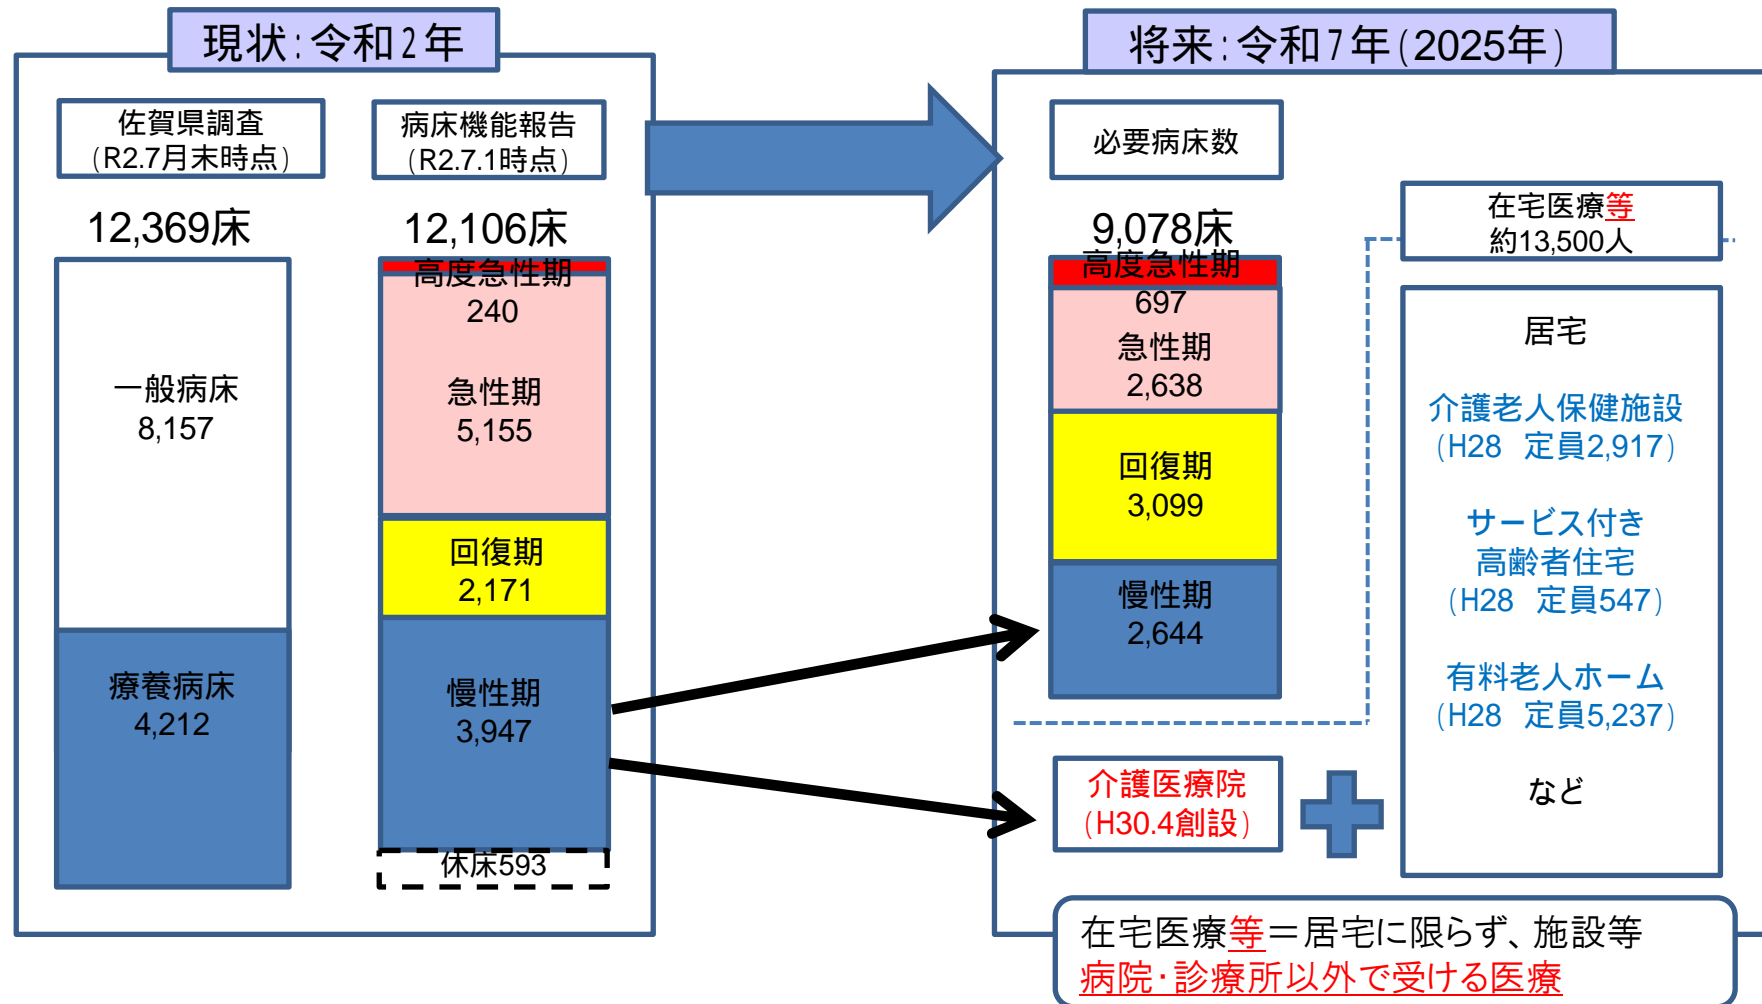 現状：令和２年
佐賀県調査
（R2.7月末時点）
12,369床
一般病床
8,157
療養病床
4,212
病床機能報告
（R2.7.1時点）
12,106床
高度急性期
240
急性期
5,155
回復期
2,171
慢性期
3,947
休床593
将来：令和７年（2025年）
必要病床数
9,078床
高度急性期
697
急性期
2,638
回復期
3,099
慢性期
2,644
介護医療院
（H30.4創設）
在宅医療等
約13,500人
居宅
介護老人保健施設
（H28　定員2,917）
サービス付き
高齢者住宅
（H28　定員547）
有料老人ホーム
（H28　定員5,237）
など
在宅医療等＝居宅に限らず、施設等
病院・診療所以外で受ける医療